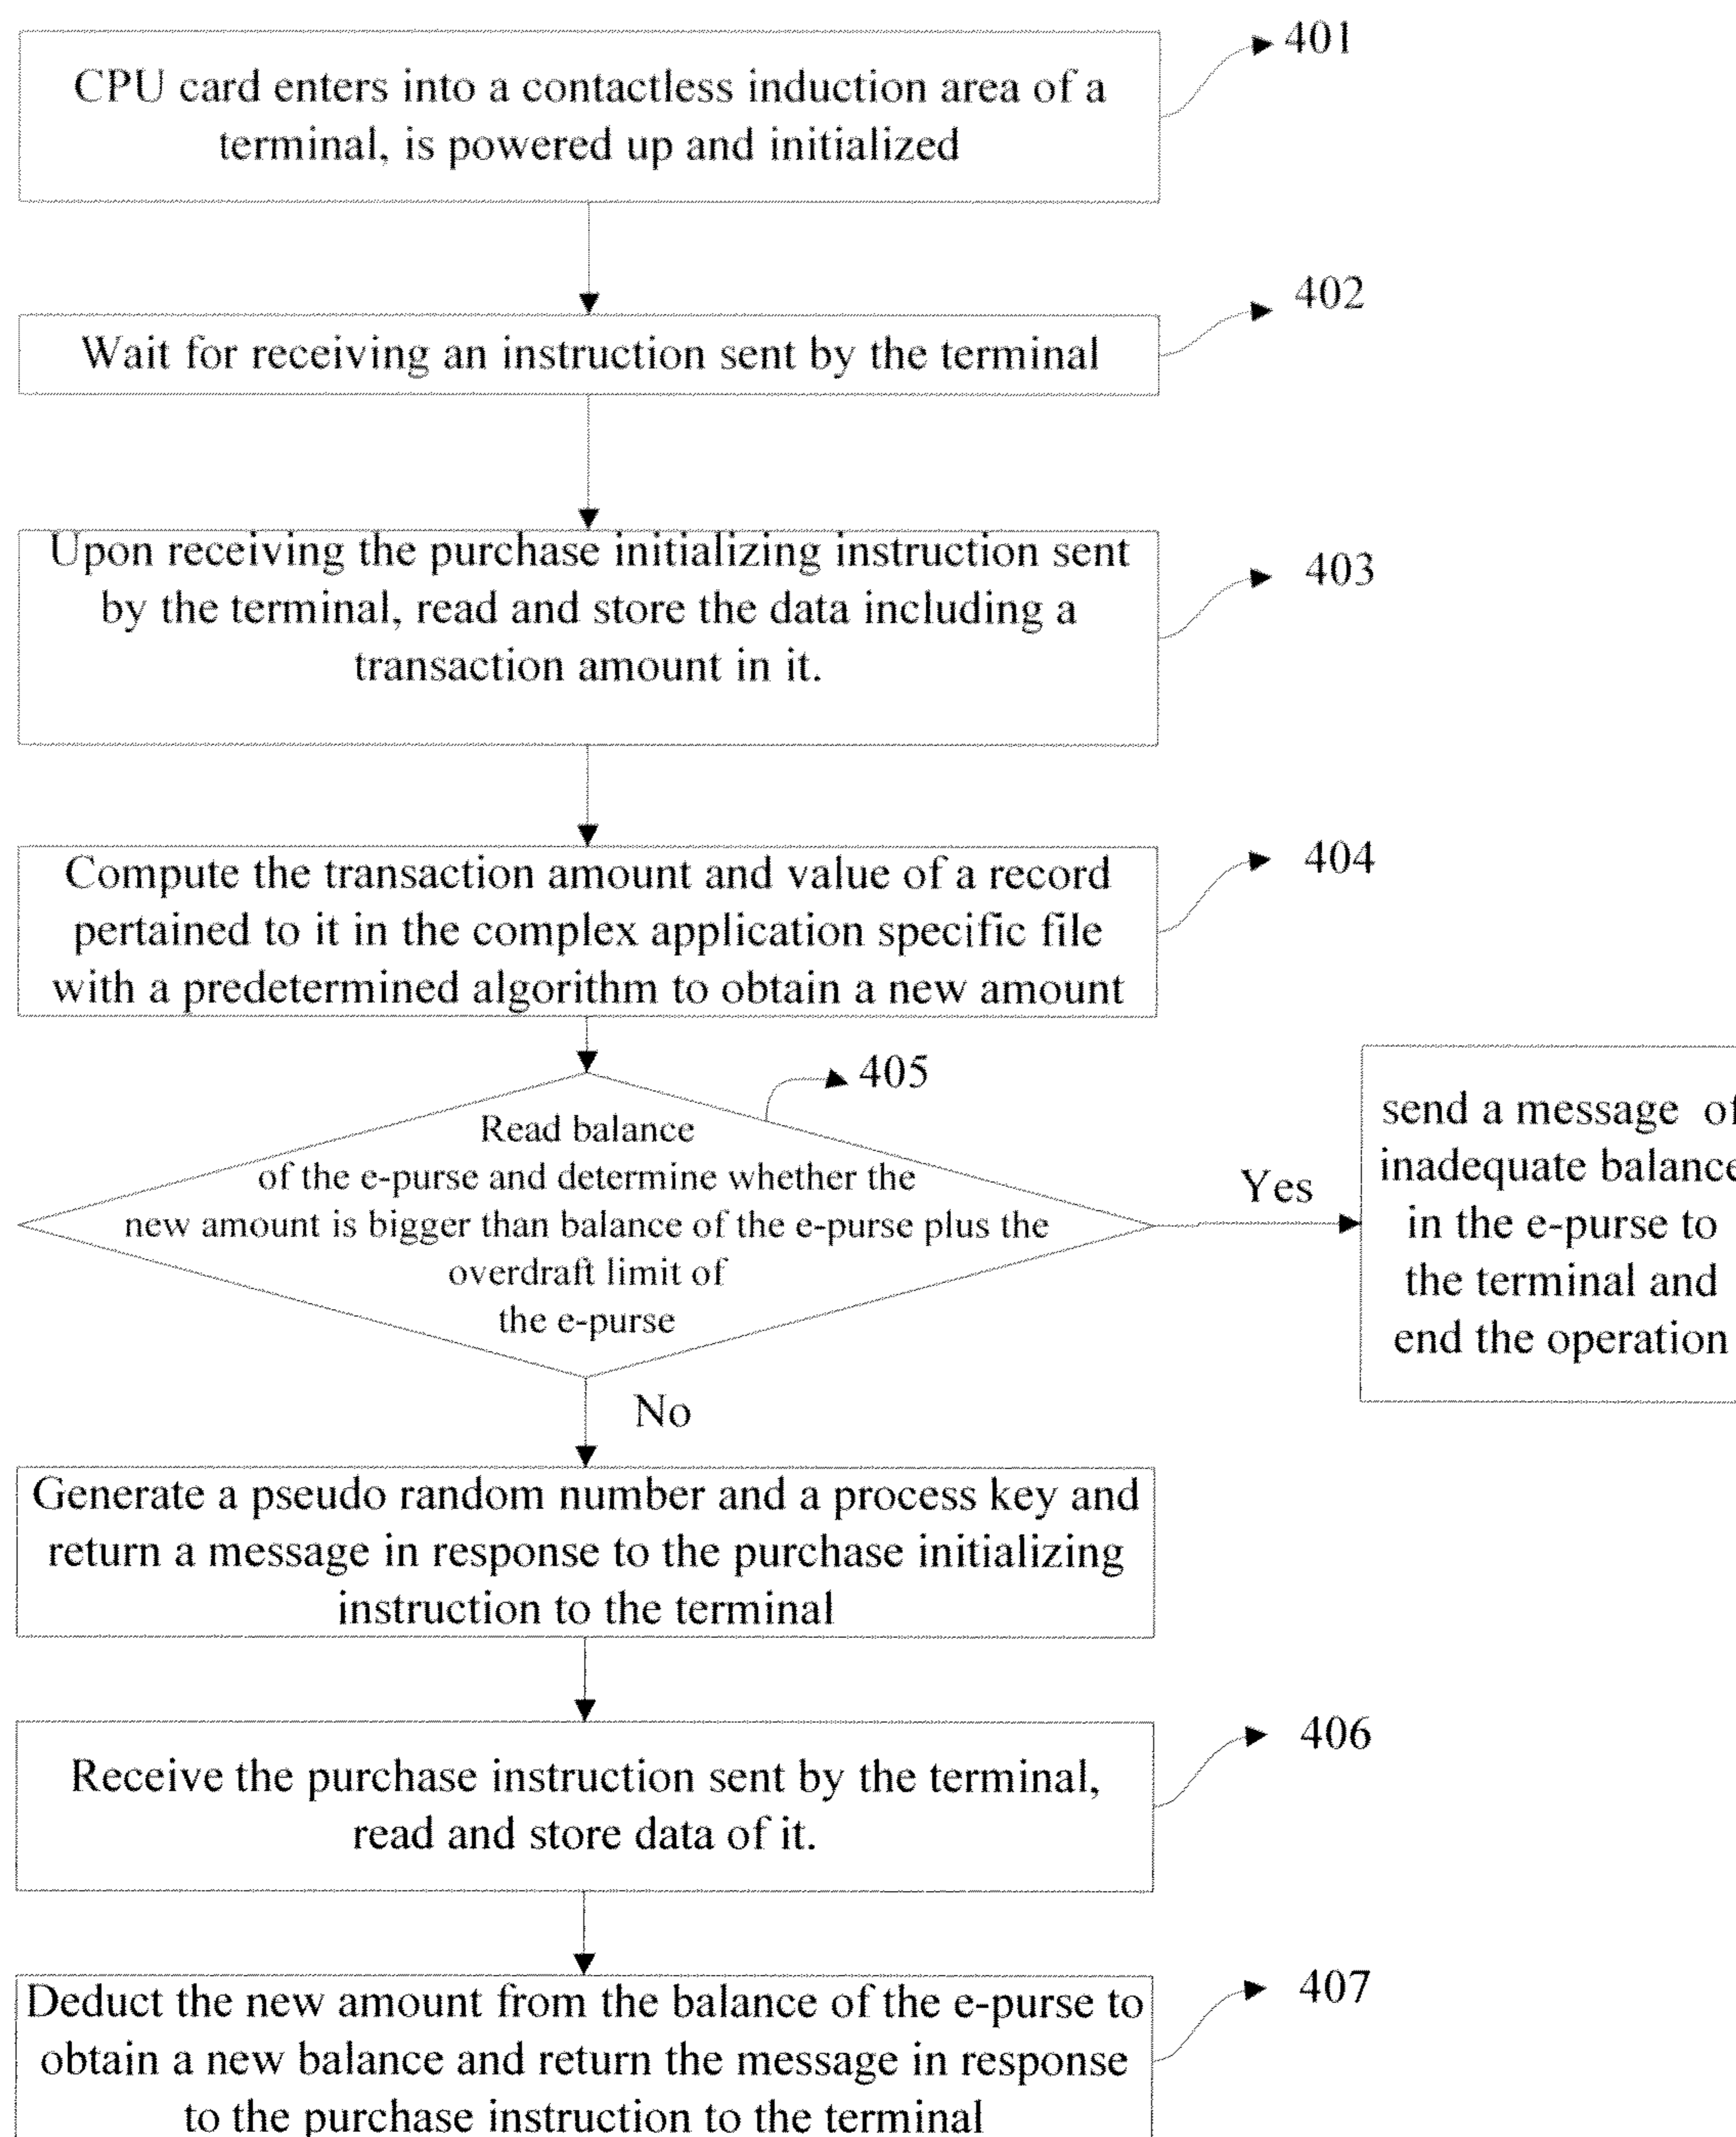 CPU card enters into a contactless induction area of a
terminal, is powered up and initialized
401
Wait for receiving an instruction sent by the terminal
402
Upon receiving the purchase initializing instruction sent
by the terminal, read and store the data including a
transaction amount in it.
403
Compute the transaction amount and value of a record
pertained to it in the complex application specific file
with a predetermined algorithm to obtain a new amount
404
405
Read balance
of the e-purse and determine whether the
new amount is bigger than balance of the e-purse plus the
overdraft limit of
the e-purse
Yes
send a message of
inadequate balance
in the e-purse to
the terminal and
end the operation
No
Generate a pseudo random number and a process key and
return a message in response to the purchase initializing
instruction to the terminal
Receive the purchase instruction sent by the terminal,
read and store data of it.
406
Deduct the new amount from the balance of the e-purse to
obtain a new balance and return the message in response
to the purchase instruction to the terminal
407